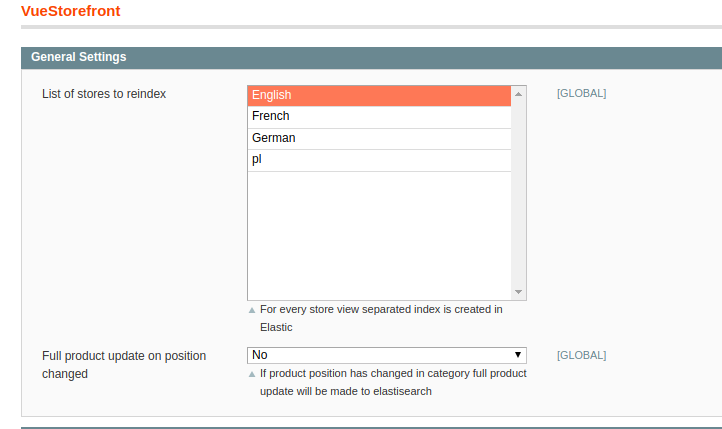 VueStorefront
General Settings
List of stores to reindex
English
[GLOBAL]
French
German
pl
▲ For every store view separated index is created in
Elastic
Full product update on position
changed
No
[GLOBAL]
▲ If product position has changed in category full product
update will be made to elastisearch